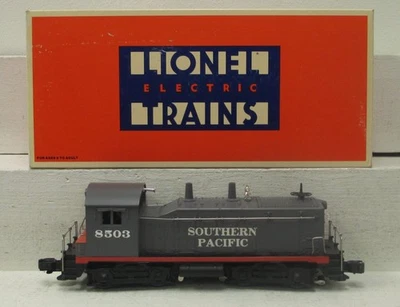 LIONEL
ELECTRIC
TRAINS
8503
SOUTHERN
PACIFIC